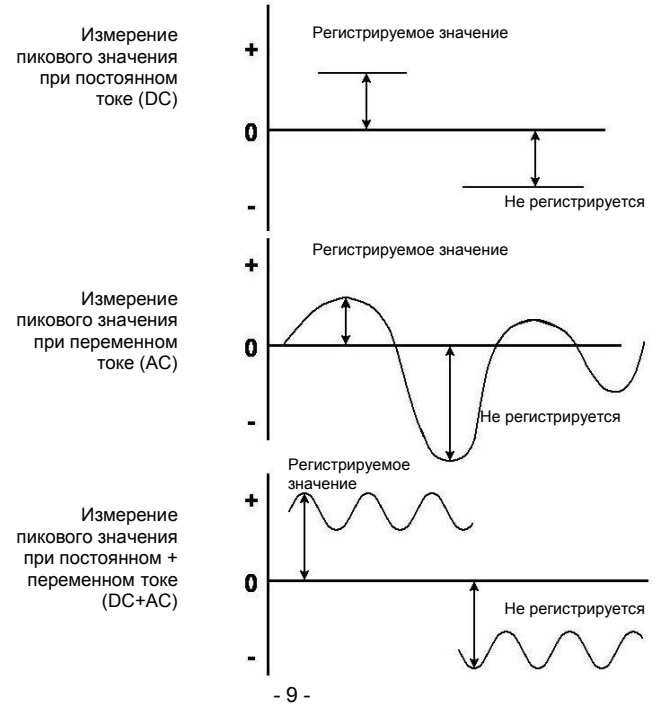 Измерение
пикового значения
при постоянном
токе (DC)
+
0
-
Регистрируемое значение
Не регистрируется
Измерение
пикового значения
при переменном
токе (AC)
+
0
-
Регистрируемое значение
Не регистрируется
Измерение
пикового значения
при постоянном +
переменном токе
(DC+AC)
+
0
-
Регистрируемое
значение
Не регистрируется
- 9 -